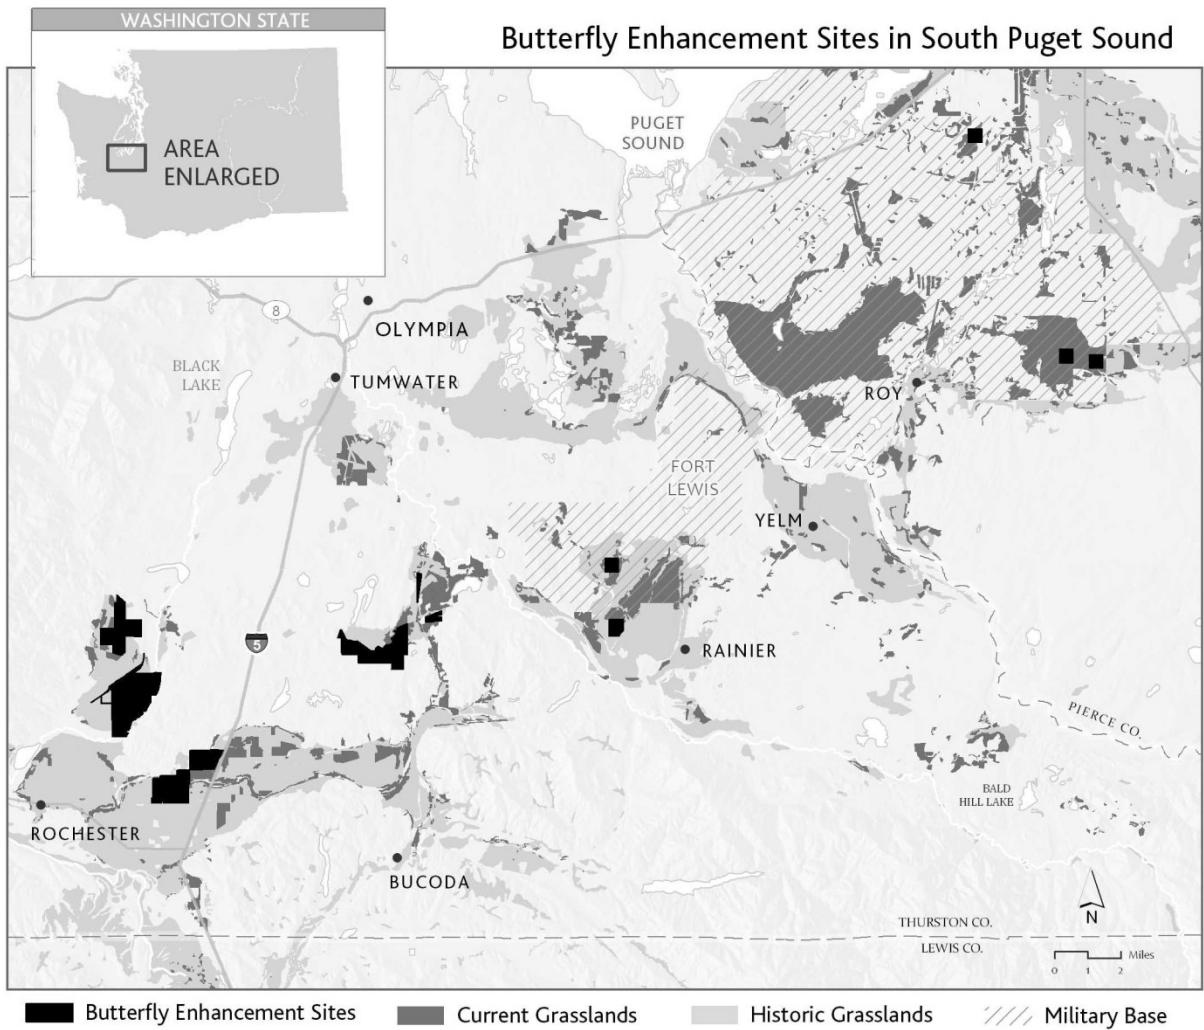 WASHINGTON STATE
Butterfly Enhancement Sites in South Puget Sound
AREA
ENLARGED
PUGET
SOUND
8
OLYMPIA
BLACK
LAKE
TUMWATER
ROY
FORT
LEWIS
YELM
5
RAINIER
PIERCE CO.
BALD
HILL LAKE
ROCHESTER
BUCODA
N
THURSTON CO.
LEWIS CO.
Miles
0 1 2
Butterfly Enhancement Sites
Current Grasslands
Historic Grasslands
Military Base